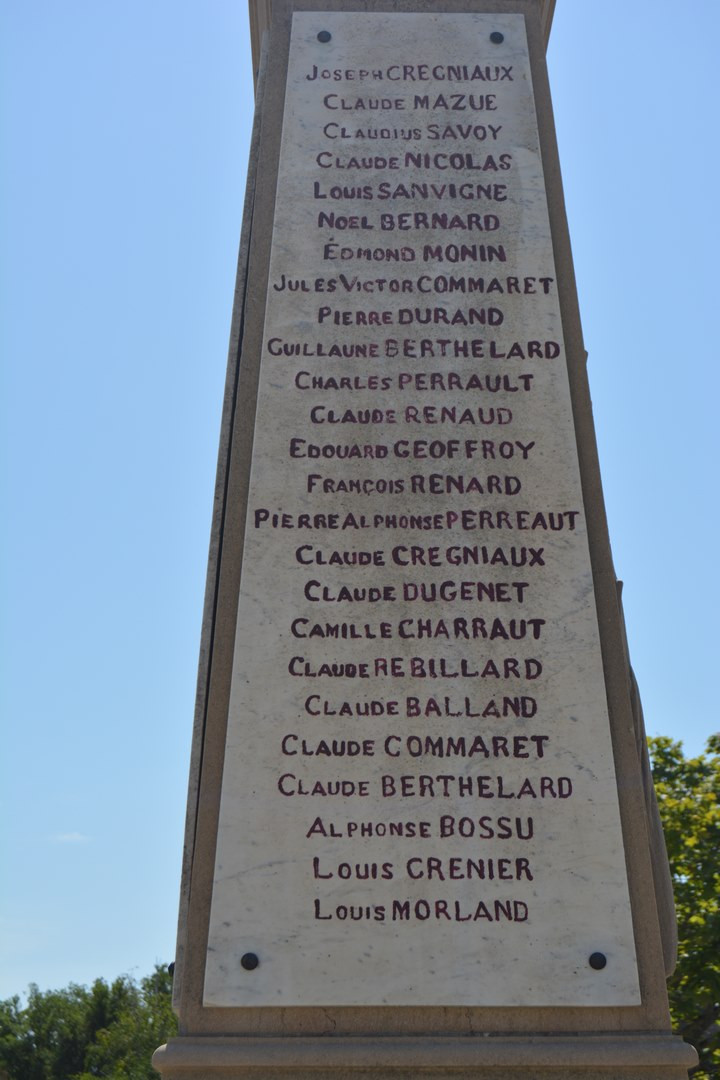 Joseph CREGNIAUX
Claude MAZUE
Claudius SAVOY
Claude NICOLAS
Louis SANVIGNE
Noel BERNARD
Édmond MONIN
Jules Victor COMMARET
Pierre DURAND
Guillaune BERTHELARD
Charles PERRAULT
Claude RENAUD
Edouard GEOFFROY
François RENARD
Pierre Alphonse PERREAUT
Claude CREGNIAUX
Claude DUGENET
Camille CHARRAUT
Claude REBILLARD
Claude BALLAND
Claude COMMARET
Claude BERTHELARD
Alphonse BOSSU
Louis CRENIER
Louis MORLAND